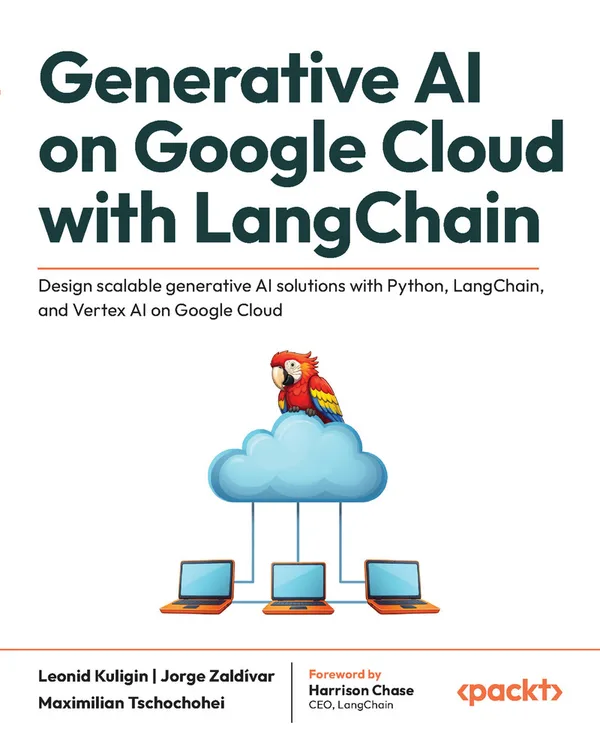 Generative AI
on Google Cloud
with LangChain
Design scalable generative AI solutions with Python, LangChain,
and Vertex AI on Google Cloud
Leonid Kuligin | Jorge Zaldívar
Maximilian Tschochohei
Foreword by
Harrison Chase
CEO, LangChain
<packt>